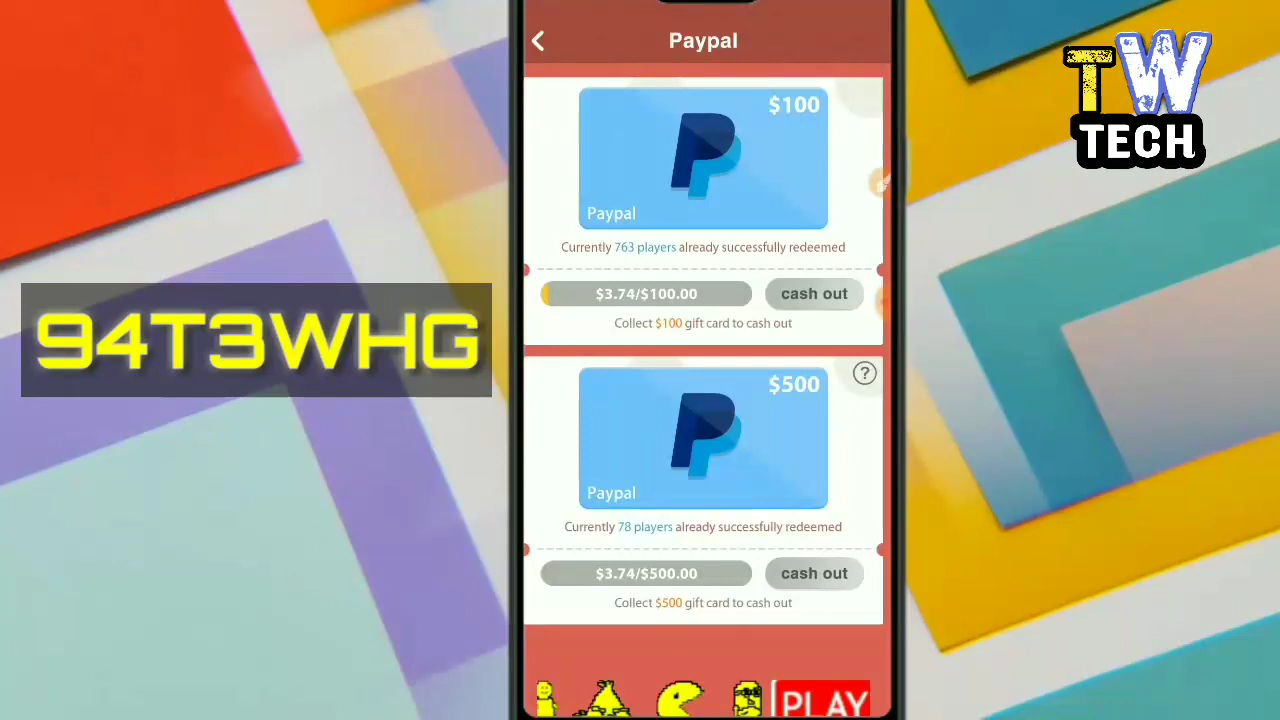 Paypal
TW
TECH
$100
Paypal
Currently 763 players already successfully redeemed
$3.74/$100.00
cash out
Collect $100 gift card to cash out
94T3WHG
$500
?
Paypal
Currently 78 players already successfully redeemed
$3.74/$500.00
cash out
Collect $500 gift card to cash out
PLAY